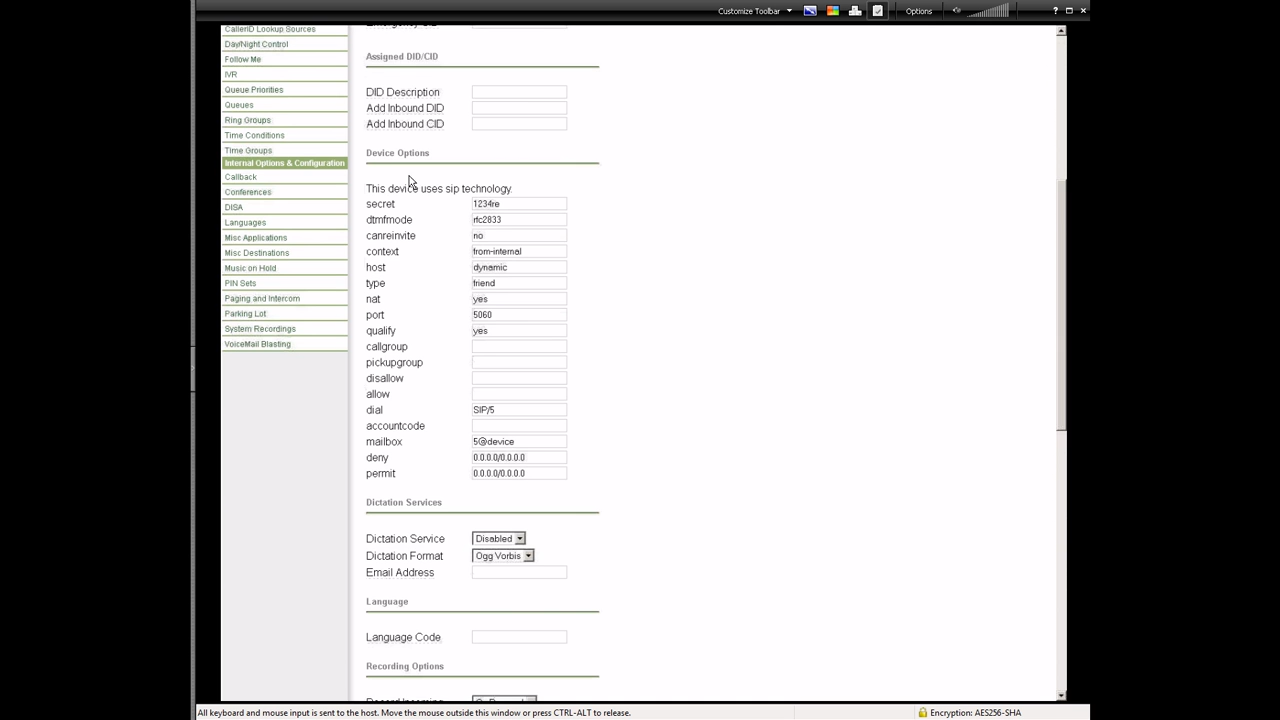 Customize Toolbar
Options
?
CallerID Lookup Sources
Day/Night Control
Follow Me
IVR
Queue Priorities
Queues
Ring Groups
Time Conditions
Time Groups
Internal Options & Configuration
Callback
Conferences
DISA
Languages
Misc Applications
Misc Destinations
Music on Hold
PIN Sets
Paging and Intercom
Parking Lot
System Recordings
VoiceMail Blasting
Assigned DID/CID
DID Description
Add Inbound DID
Add Inbound CID
Device Options
This device uses sip technology.
secret 1234re
dtmfmode rfc2833
canreinvite no
context from-internal
host dynamic
type friend
nat yes
port 5060
qualify yes
callgroup
pickupgroup
disallow
allow
dial SIP/5
accountcode
mailbox 5@device
deny 0.0.0.0/0.0.0.0
permit 0.0.0.0/0.0.0.0
Dictation Services
Dictation Service Disabled
Dictation Format Ogg Vorbis
Email Address
Language
Language Code
Recording Options
All keyboard and mouse input is sent to the host. Move the mouse outside this window or press CTRL-ALT to release.
Encryption: AES256-SHA